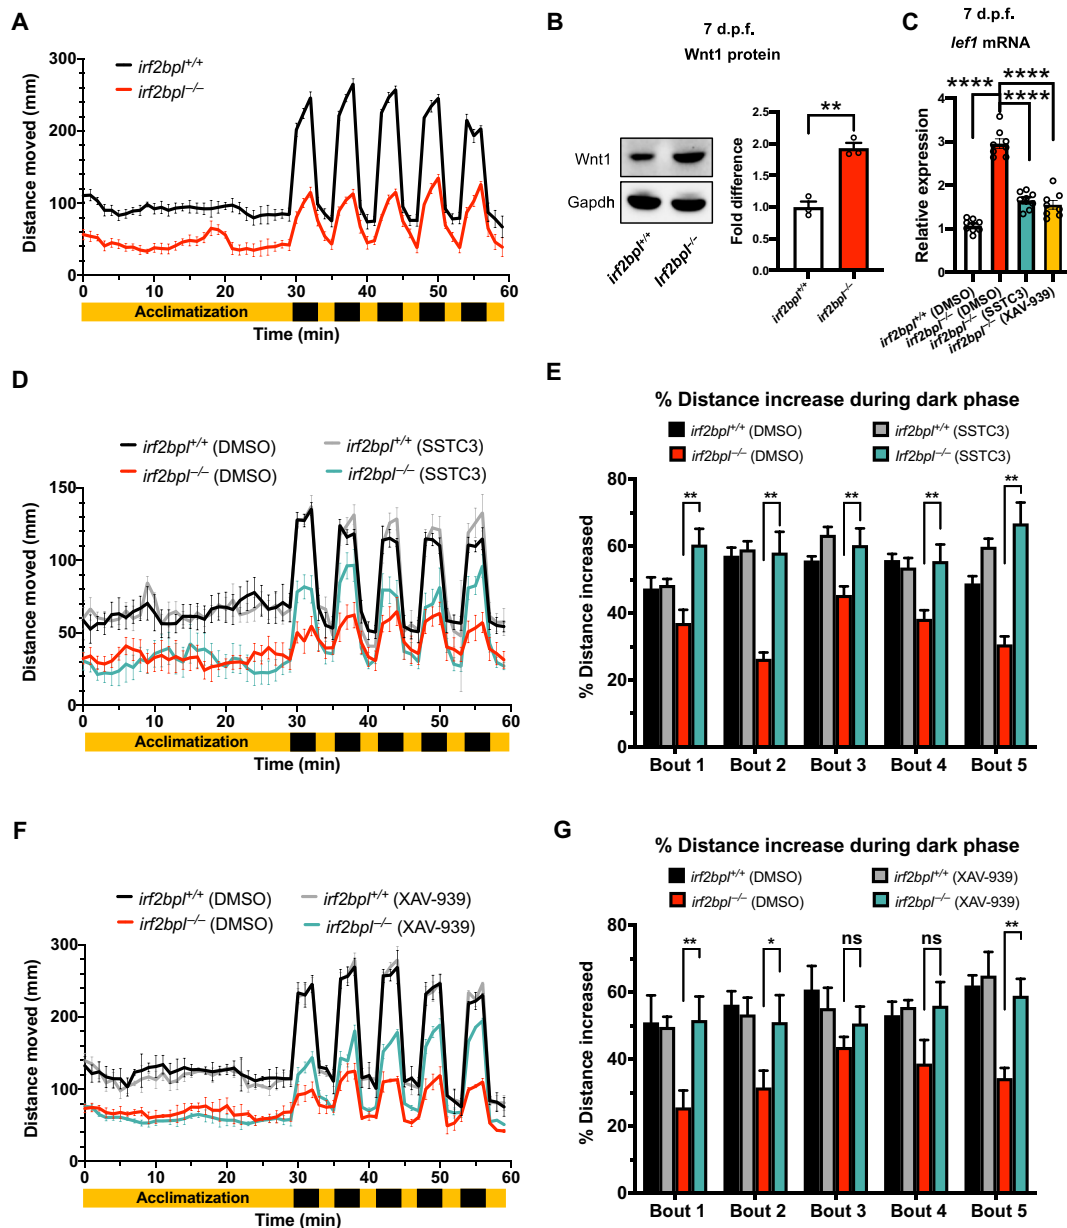 A
irf2bpl+/+
irf2bpl–/–
Distance moved (mm)
300
200
100
0
0 10 20 30 40 50 60
Acclimatization
Time (min)
B
7 d.p.f.
Wnt1 protein
Wnt1
Gapdh
irf2bpl+/+
Irf2bpl–/–
Fold difference
2.5
2.0
1.5
1.0
0.5
0.0
**
irf2bpl+/+
irf2bpl–/–
C
7 d.p.f.
lef1 mRNA
****
****
****
Relative expression
4
3
2
1
0
irf2bpl+/+ (DMSO)
irf2bpl–/– (DMSO)
irf2bpl–/– (SSTC3)
irf2bpl–/– (XAV-939)
D
irf2bpl+/+ (DMSO)
irf2bpl+/+ (SSTC3)
irf2bpl–/– (DMSO)
irf2bpl–/– (SSTC3)
Distance moved (mm)
150
100
50
0
0 10 20 30 40 50 60
Acclimatization
Time (min)
E
% Distance increase during dark phase
irf2bpl+/+ (DMSO)
irf2bpl+/+ (SSTC3)
irf2bpl–/– (DMSO)
Irf2bpl–/– (SSTC3)
% Distance increased
80
60
40
20
0
** ** ** ** **
Bout 1 Bout 2 Bout 3 Bout 4 Bout 5
F
irf2bpl+/+ (DMSO)
irf2bpl+/+ (XAV-939)
irf2bpl–/– (DMSO)
irf2bpl–/– (XAV-939)
Distance moved (mm)
300
200
100
0
0 10 20 30 40 50 60
Acclimatization
Time (min)
G
% Distance increase during dark phase
irf2bpl+/+ (DMSO)
irf2bpl+/+ (XAV-939)
irf2bpl–/– (DMSO)
irf2bpl–/– (XAV-939)
% Distance increased
80
60
40
20
0
** * ns ns **
Bout 1 Bout 2 Bout 3 Bout 4 Bout 5